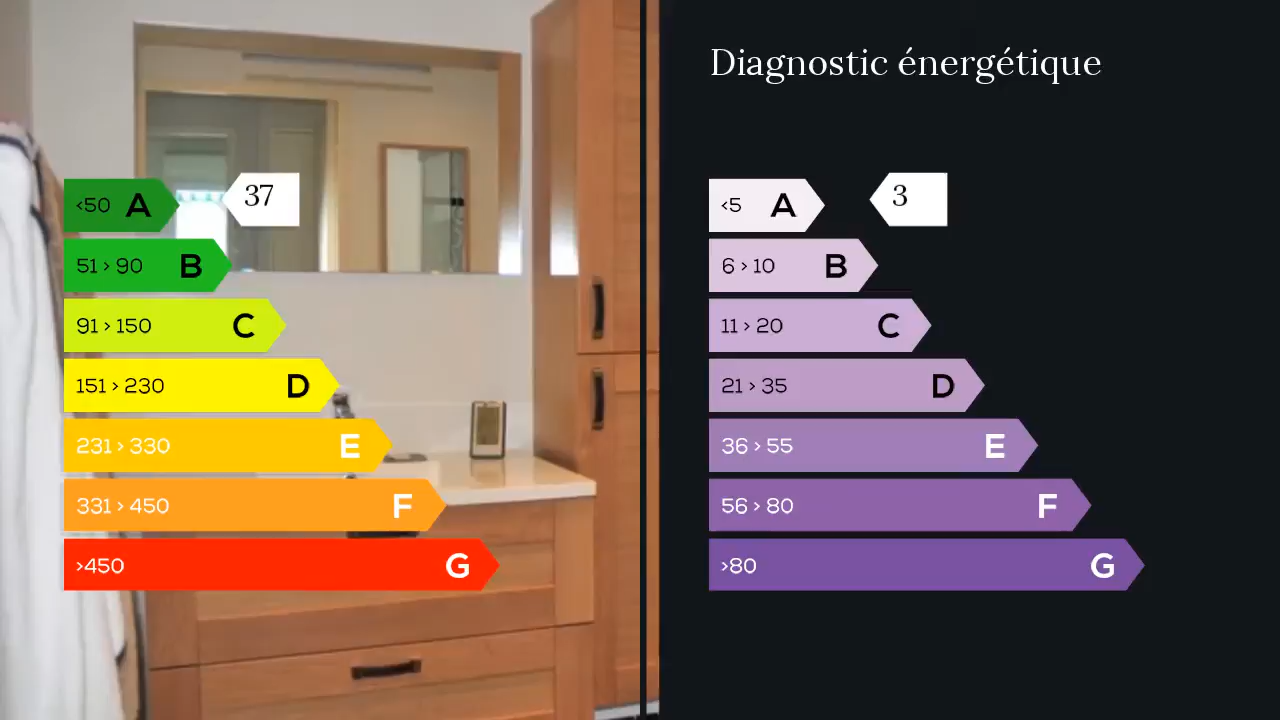 Diagnostic énergétique
<50 A 37
51 > 90 B
91 > 150 C
151 > 230 D
231 > 330 E
331 > 450 F
>450 G
<5 A 3
6 > 10 B
11 > 20 C
21 > 35 D
36 > 55 E
56 > 80 F
>80 G